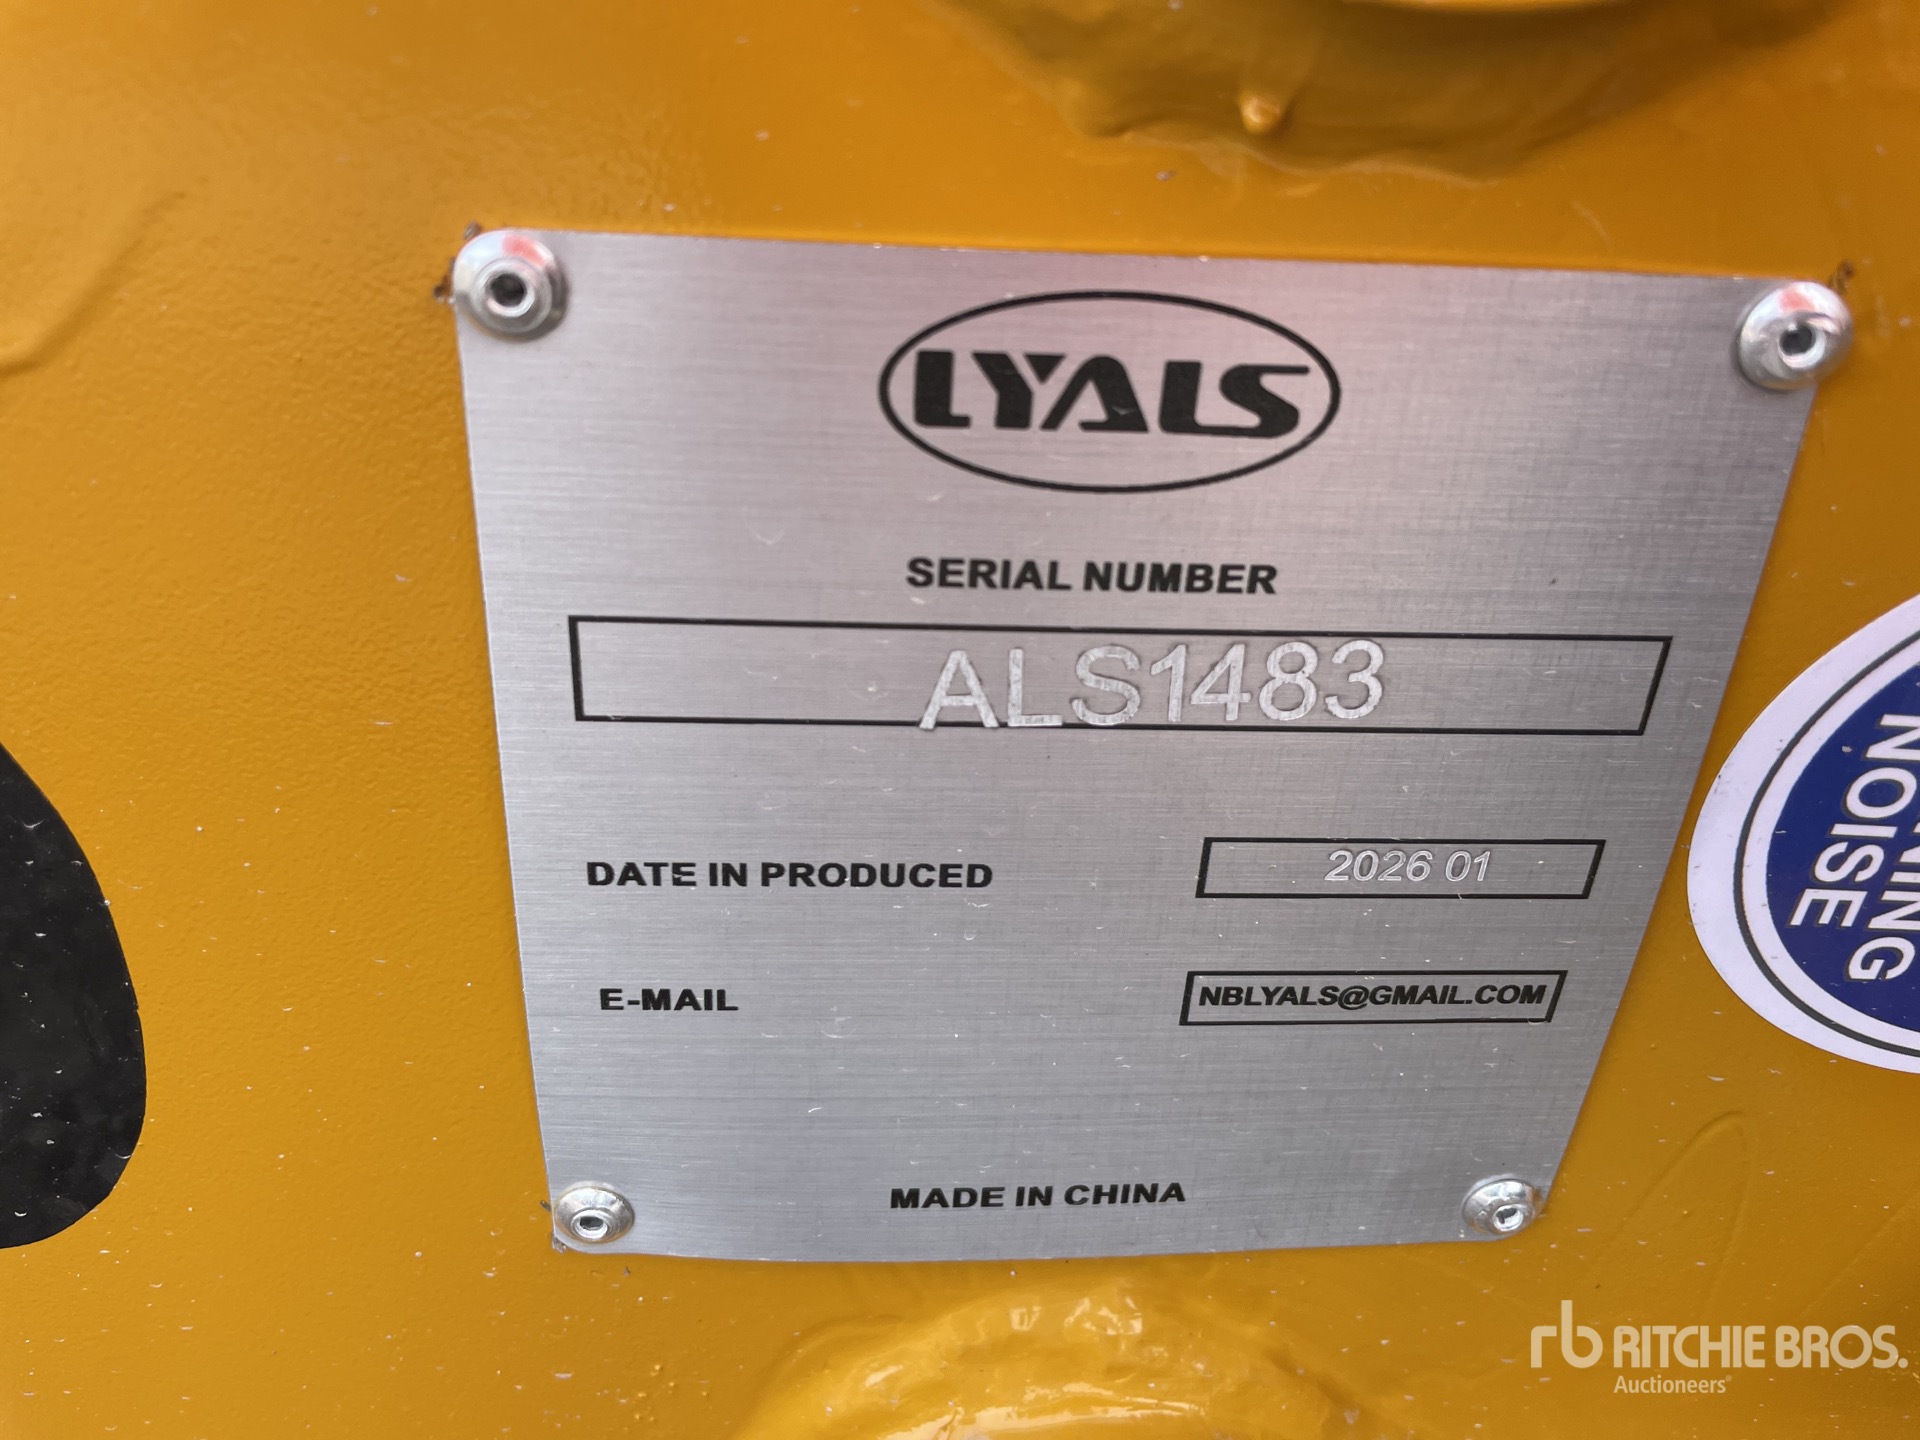 LYALS
SERIAL NUMBER
ALS1483
DATE IN PRODUCED 2026 01
E-MAIL NBLYALS@GMAIL.COM
MADE IN CHINA
NOISE
rb RITCHIE BROS.
Auctioneers